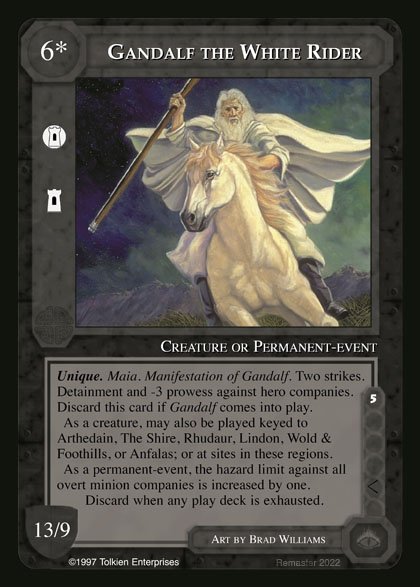 6*
Gandalf the White Rider
Creature or Permanent-event
Unique. Maia. Manifestation of Gandalf. Two strikes.
Detainment and -3 prowess against hero companies.
Discard this card if Gandalf comes into play.
As a creature, may also be played keyed to
Arthedain, The Shire, Rhudaur, Lindon, Wold &
Foothills, or Anfalas; or at sites in these regions.
As a permanent-event, the hazard limit against all
overt minion companies is increased by one.
Discard when any play deck is exhausted.
5
13/9
Art by Brad Williams
©1997 Tolkien Enterprises
Remaster 2022